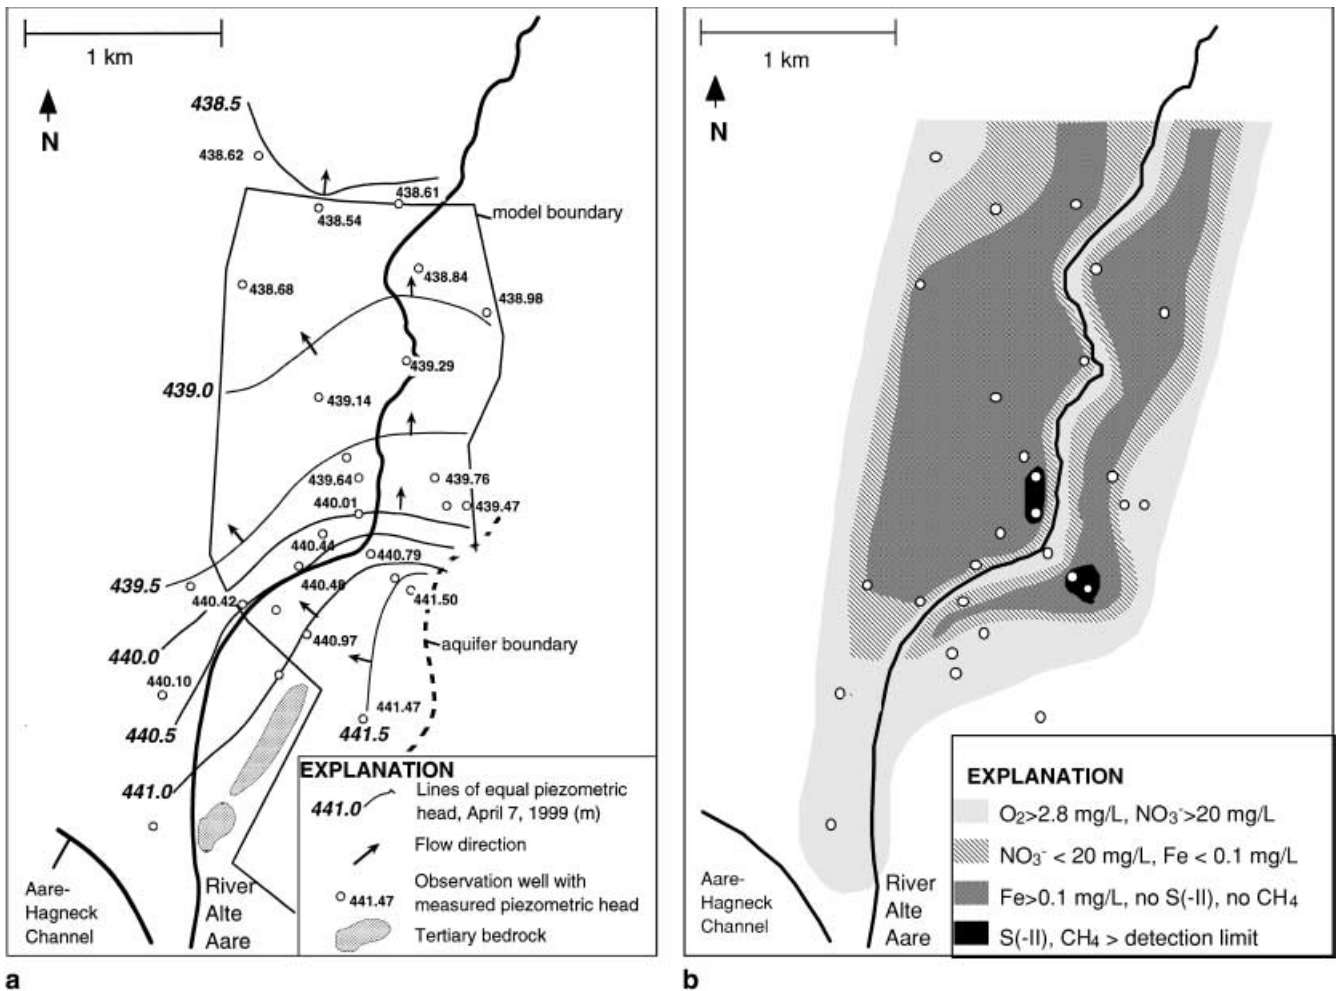 1 km
N
438.5
438.62
438.61
438.54
model boundary
438.84
438.68
438.98
439.29
439.0
439.14
439.64
439.76
440.01
439.47
440.44
440.79
439.5
440.48
440.42
441.50
440.97
aquifer boundary
440.0
440.10
441.47
441.5
440.5
441.0
EXPLANATION
441.0 Lines of equal piezometric
head, April 7, 1999 (m)
Flow direction
Observation well with
441.47 measured piezometric head
Tertiary bedrock
Aare-
Hagneck
Channel
River
Alte
Aare
a
1 km
N
EXPLANATION
O₂>2.8 mg/L, NO₃⁻>20 mg/L
NO₃⁻ < 20 mg/L, Fe < 0.1 mg/L
Fe>0.1 mg/L, no S(-II), no CH₄
S(-II), CH₄ > detection limit
Aare-
Hagneck
Channel
River
Alte
Aare
b